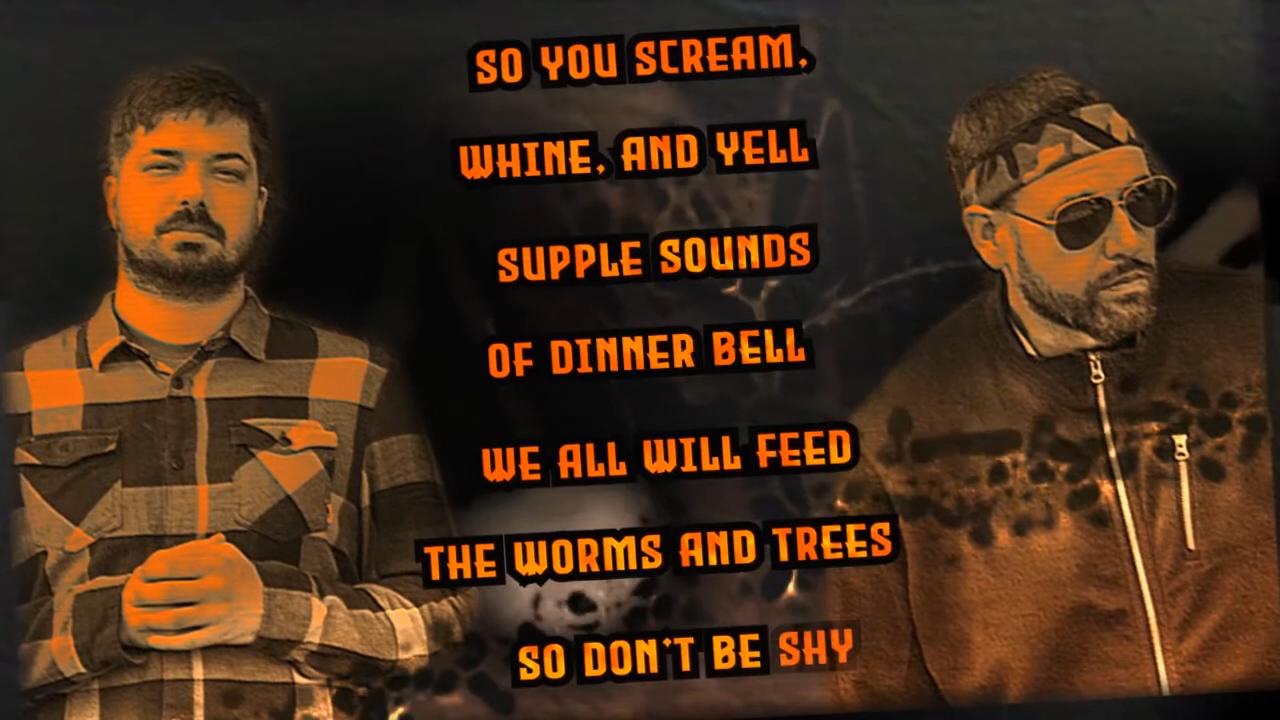 SO YOU SCREAM,
WHINE, AND YELL
SUPPLE SOUNDS
OF DINNER BELL
WE ALL WILL FEED
THE WORMS AND TREES
SO DON'T BE SHY